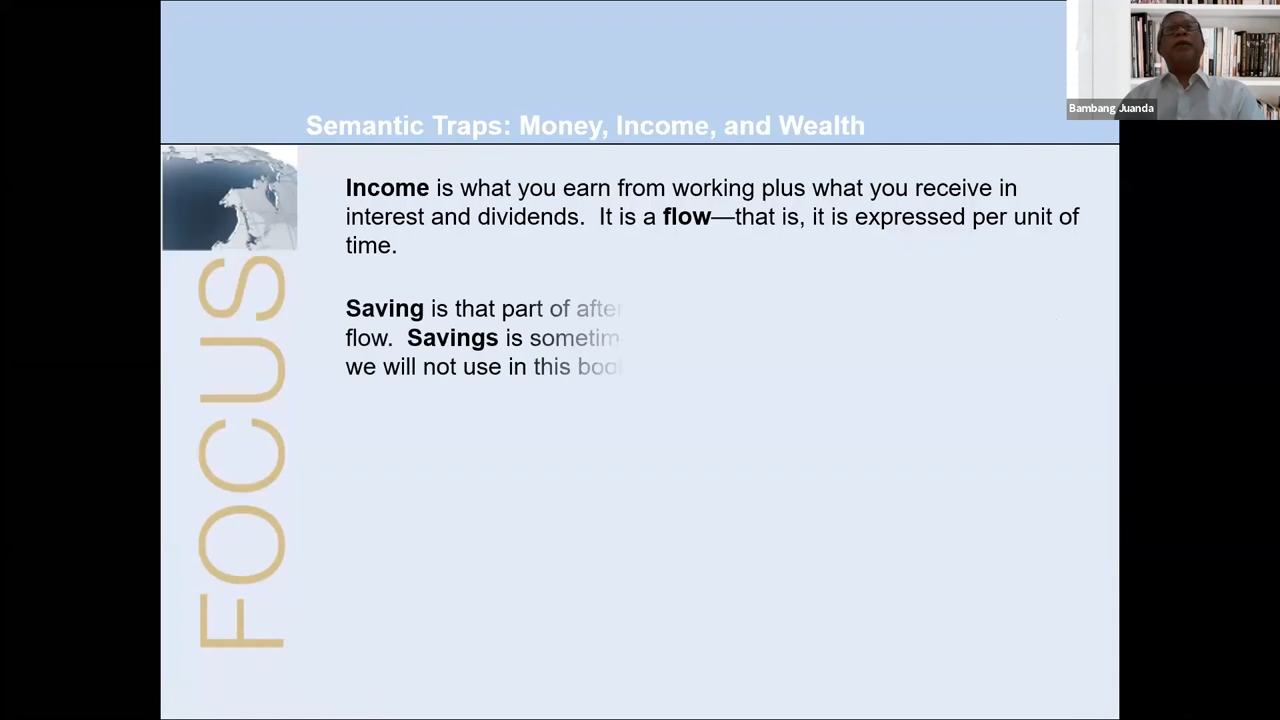 Semantic Traps: Money, Income, and Wealth
Bambang Juanda
Income is what you earn from working plus what you receive in
interest and dividends.  It is a flow—that is, it is expressed per unit of
time.
Saving is that part of after
flow.  Savings is sometim
we will not use in this boo
FOCUS